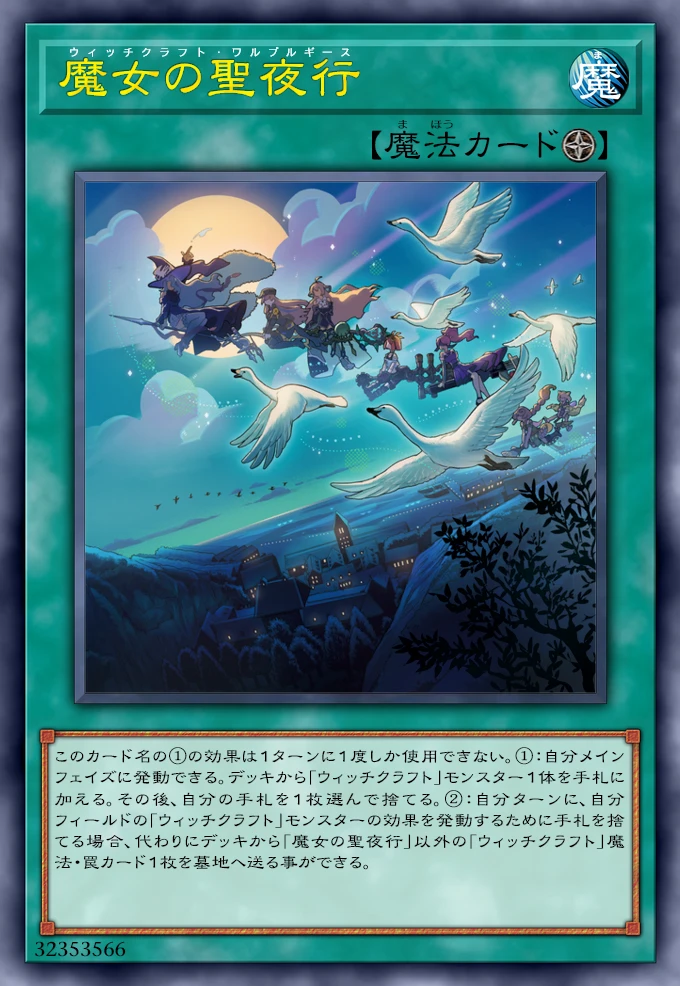 ウィッチクラフト・ワルプルギース
魔女の聖夜行
ま
魔
ま ほう
【魔法カード】
このカード名の①の効果は1ターンに1度しか使用できない。①：自分メイン
フェイズに発動できる。デッキから「ウィッチクラフト」モンスター1体を手札に
加える。その後、自分の手札を1枚選んで捨てる。②：自分ターンに、自分
フィールドの「ウィッチクラフト」モンスターの効果を発動するために手札を捨
てる場合、代わりにデッキから「魔女の聖夜行」以外の「ウィッチクラフト」魔
法・罠カード1枚を墓地へ送る事ができる。
32353566